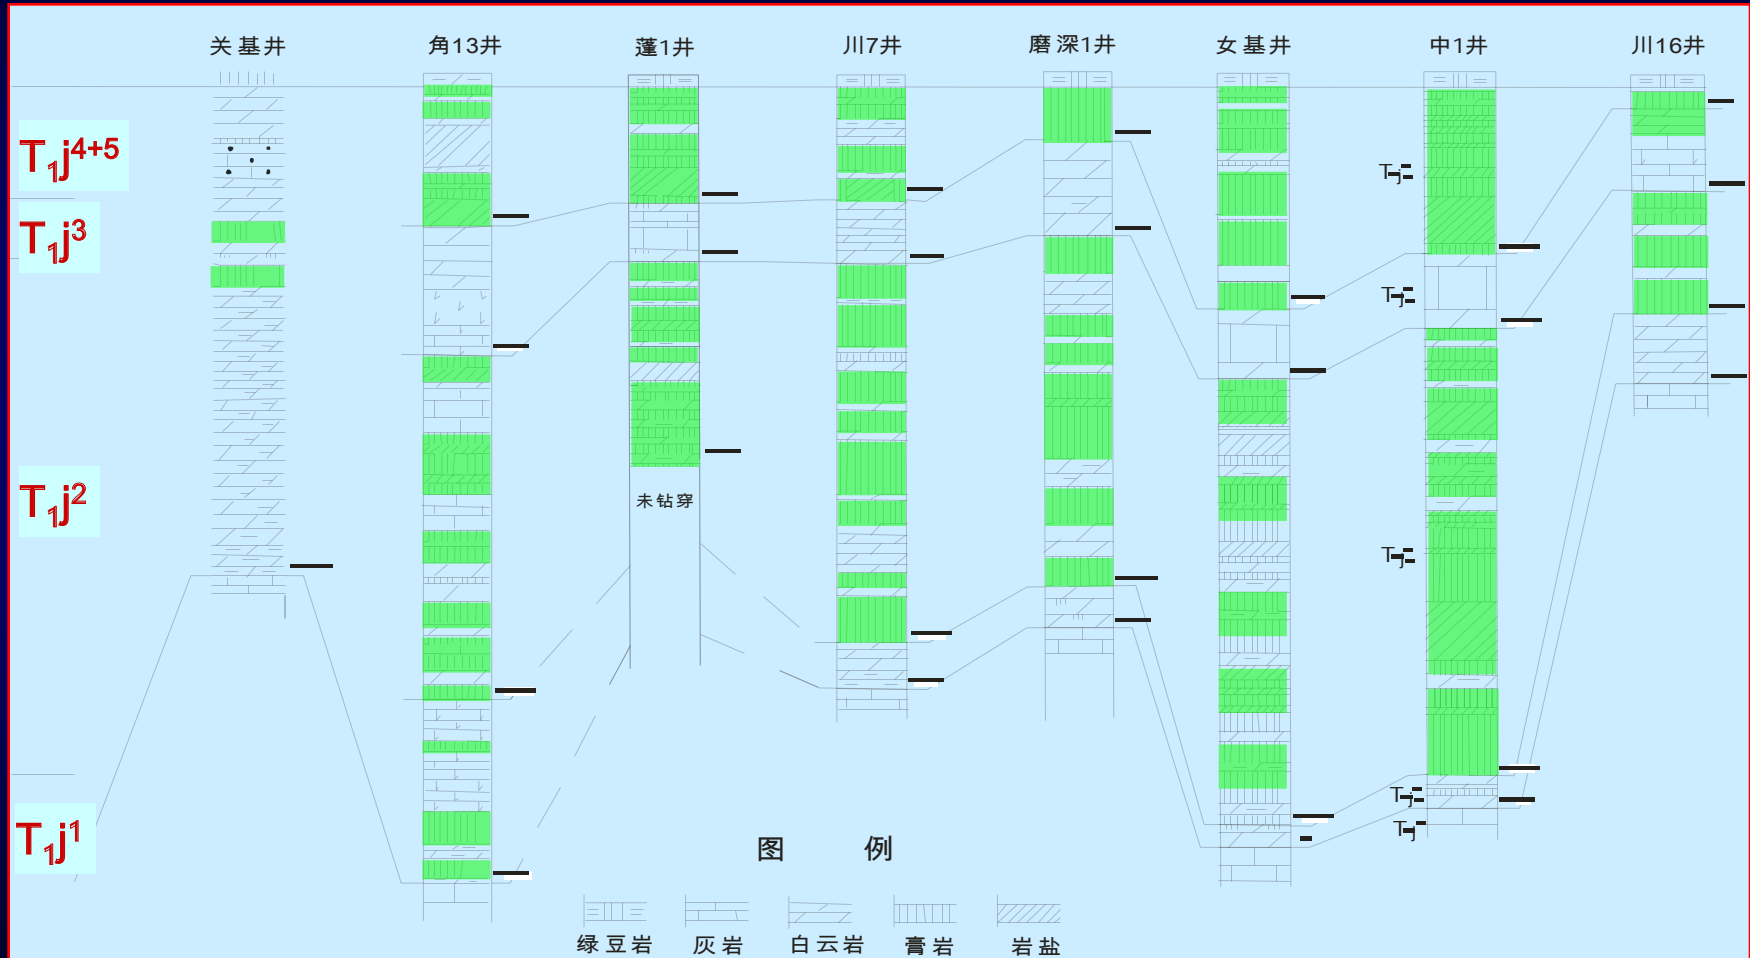 关基井 角13井 蓬1井 川7井 磨深1井 女基井 中1井 川16井
T₁j⁴⁺⁵
T₁j³
T₁j²
未钻穿
T₁j¹
图 例
绿豆岩 灰岩 白云岩 膏岩 岩盐